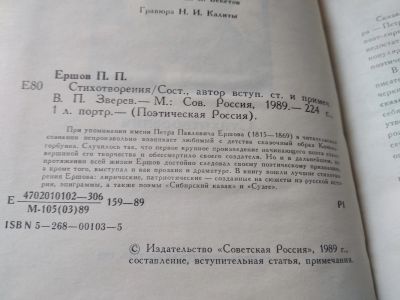 Бекетов
Гравюра Н. И. Калиты
Ершов П. П.
Е80 Стихотворения/Сост., автор вступ. ст. и примеч.
В. П. Зверев.— М.: Сов. Россия, 1989.— 224 с.,
1 л. портр.— (Поэтическая Россия).
При упоминании имени Петра Павловича Ершова (1815—1869) в читательском
сознании непроизвольно возникает любимый с детства сказочный образ Конька-
горбунка. Случилось так, что первое крупное произведение начинающего поэта стало
вершиной его творчества и обессмертило своего создателя. Но и в дальнейшем, на
протяжении всей жизни Ершов достойно следовал своему поэтическому призванию,
а кроме того, выступал и как прозаик и драматург. В книгу вошли лучшие стихотворения
Ершова: лирические, патриотические — созданные на сюжеты из русской исто-
рии, эпиграммы, а также поэмы «Сибирский казак» и «Сузге».
Е 4702010102—306
М-105(03)89 159—89 Р1
ISBN 5—268—00103—5
© Издательство «Советская Россия», 1989 г.,
составление, вступительная статья, примечания.